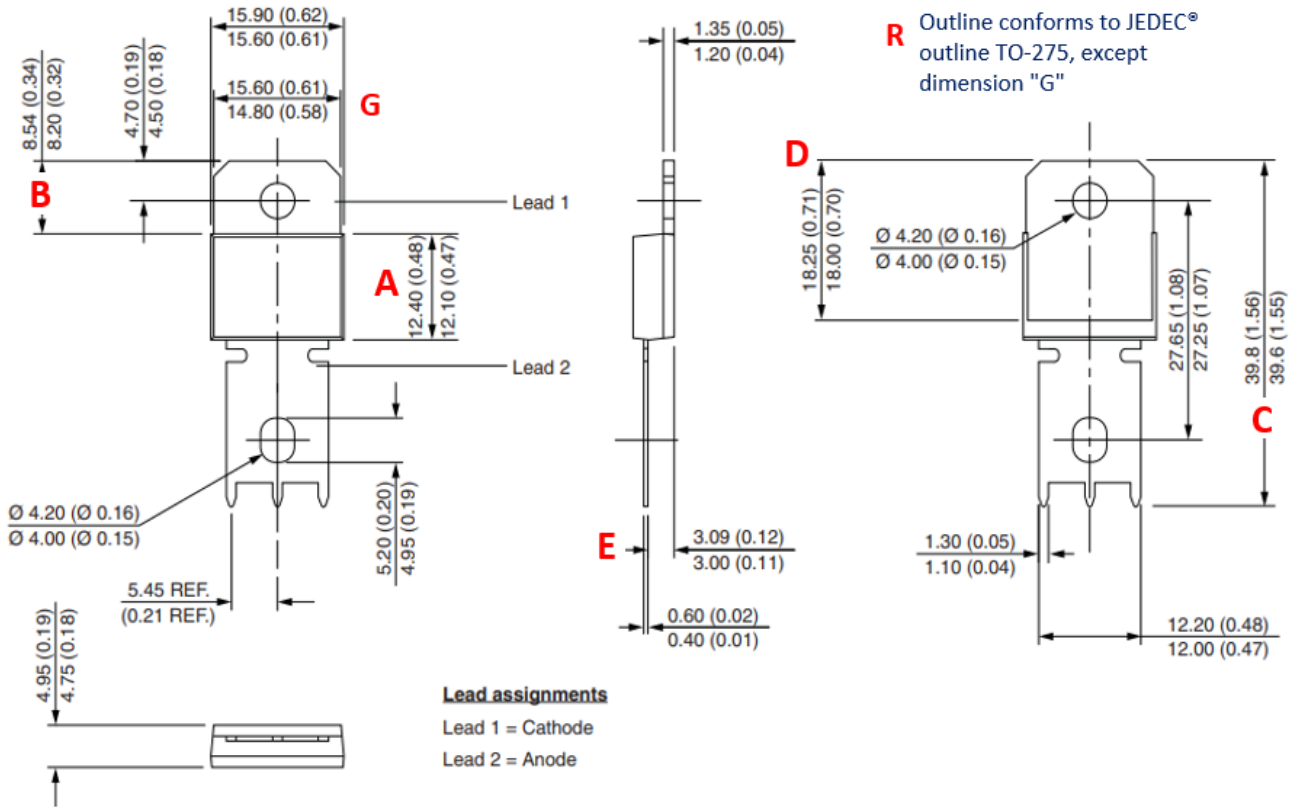 15.90 (0.62)
15.60 (0.61)
15.60 (0.61)
14.80 (0.58)
G
8.54 (0.34)
8.20 (0.32)
4.70 (0.19)
4.50 (0.18)
B
Lead 1
A
12.40 (0.48)
12.10 (0.47)
Lead 2
Ø 4.20 (Ø 0.16)
Ø 4.00 (Ø 0.15)
5.20 (0.20)
4.95 (0.19)
5.45 REF.
(0.21 REF.)
4.95 (0.19)
4.75 (0.18)
1.35 (0.05)
1.20 (0.04)
E
3.09 (0.12)
3.00 (0.11)
0.60 (0.02)
0.40 (0.01)
R Outline conforms to JEDEC®
outline TO-275, except
dimension "G"
D
18.25 (0.71)
18.00 (0.70)
Ø 4.20 (Ø 0.16)
Ø 4.00 (Ø 0.15)
27.65 (1.08)
27.25 (1.07)
39.8 (1.56)
39.6 (1.55)
C
1.30 (0.05)
1.10 (0.04)
12.20 (0.48)
12.00 (0.47)
Lead assignments
Lead 1 = Cathode
Lead 2 = Anode